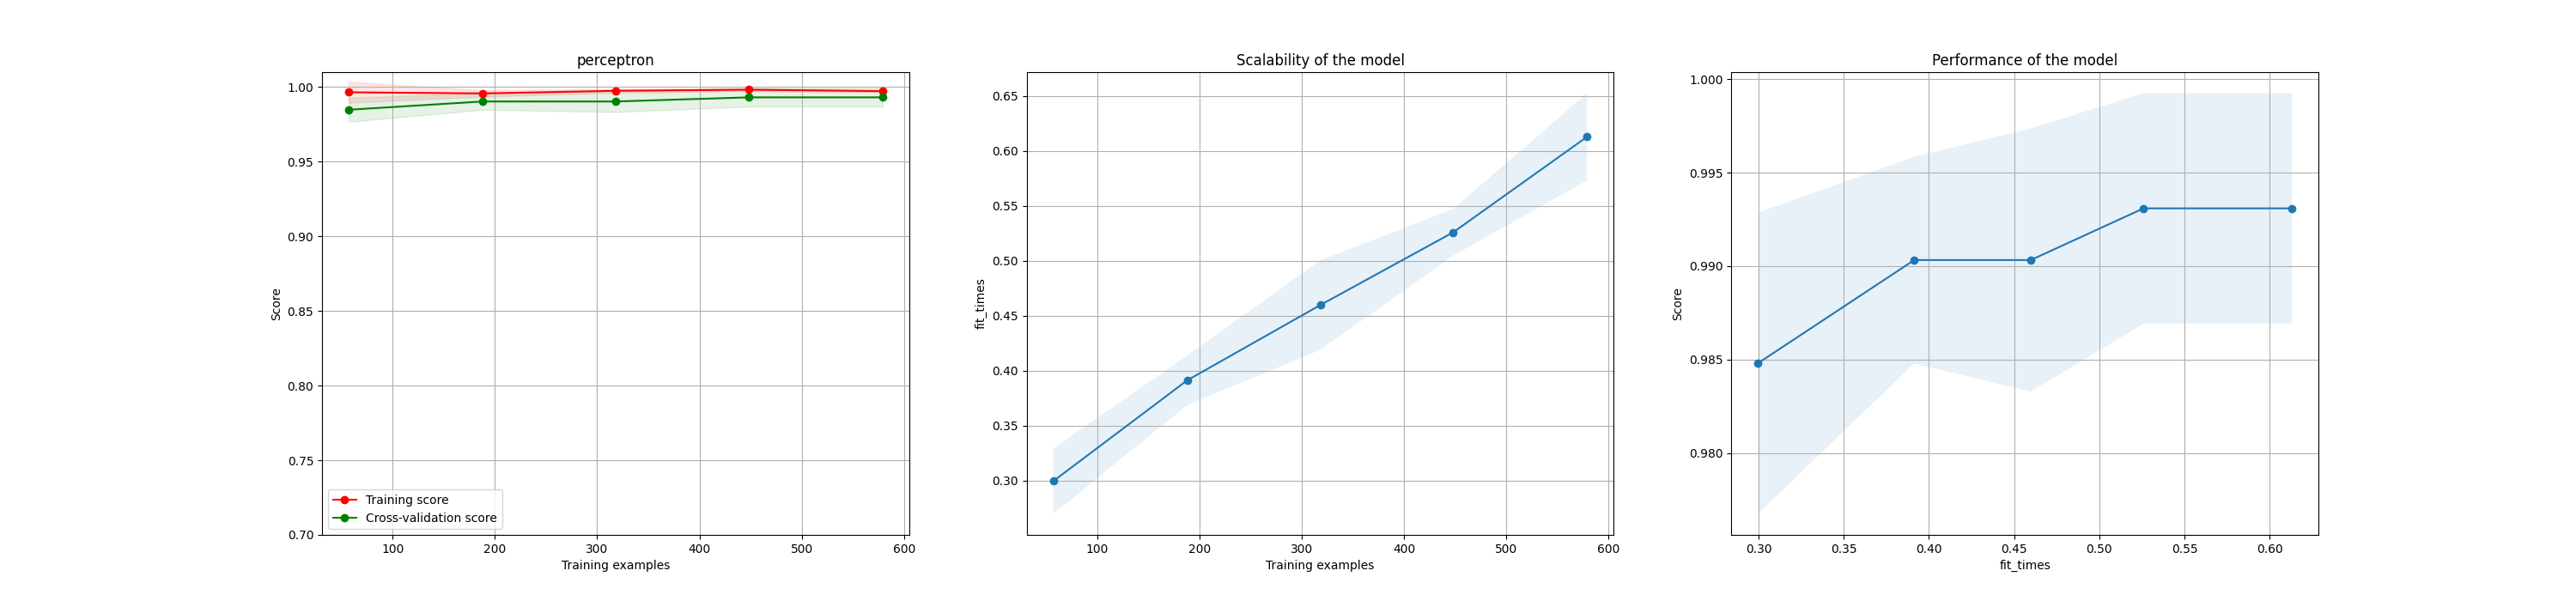 perceptron
1.00
0.95
0.90
0.85
0.80
0.75
0.70
Score
Training score
Cross-validation score
100 200 300 400 500 600
Training examples
Scalability of the model
0.65
0.60
0.55
0.50
0.45
0.40
0.35
0.30
fit_times
100 200 300 400 500 600
Training examples
Performance of the model
1.000
0.995
0.990
0.985
0.980
Score
0.30 0.35 0.40 0.45 0.50 0.55 0.60
fit_times